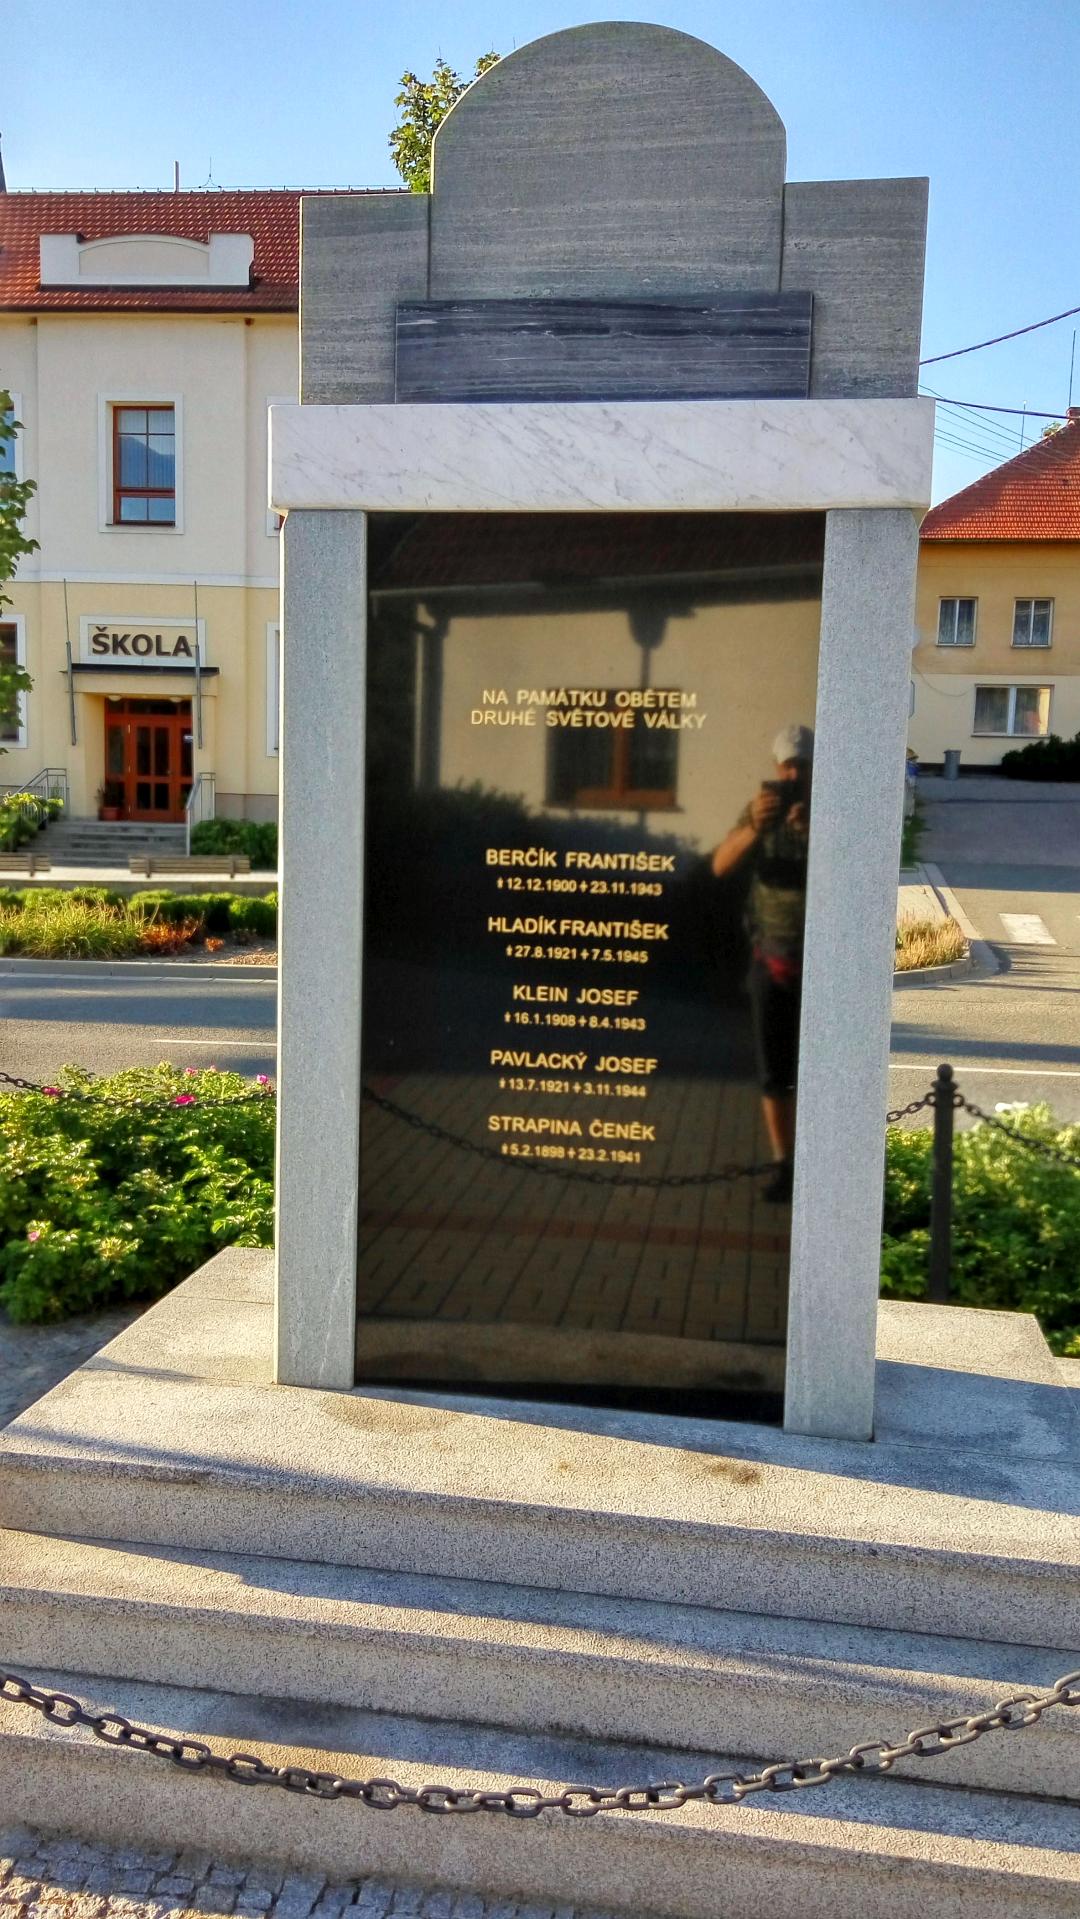 ŠKOLA
NA PAMÁTKU OBĚTEM
DRUHÉ SVĚTOVÉ VÁLKY
BERČÍK FRANTIŠEK
* 12.12.1900 + 23.11.1943
HLADÍK FRANTIŠEK
* 27.8.1921 + 7.5.1945
KLEIN JOSEF
* 16.1.1908 + 8.4.1943
PAVLACKÝ JOSEF
* 13.7.1921 + 3.11.1944
STRAPINA ČENĚK
* 5.2.1898 + 23.2.1941